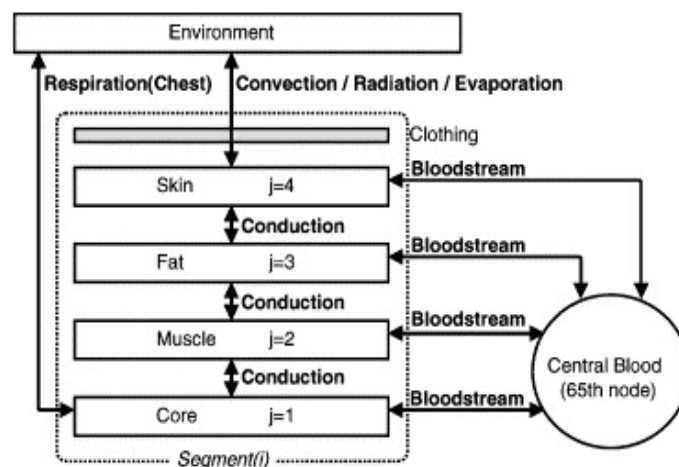 Environment
Respiration(Chest) Convection / Radiation / Evaporation
Clothing
Bloodstream
Skin j=4
Conduction
Bloodstream
Fat j=3
Conduction
Bloodstream
Muscle j=2
Central Blood
(65th node)
Conduction
Bloodstream
Core j=1
Segment(i)